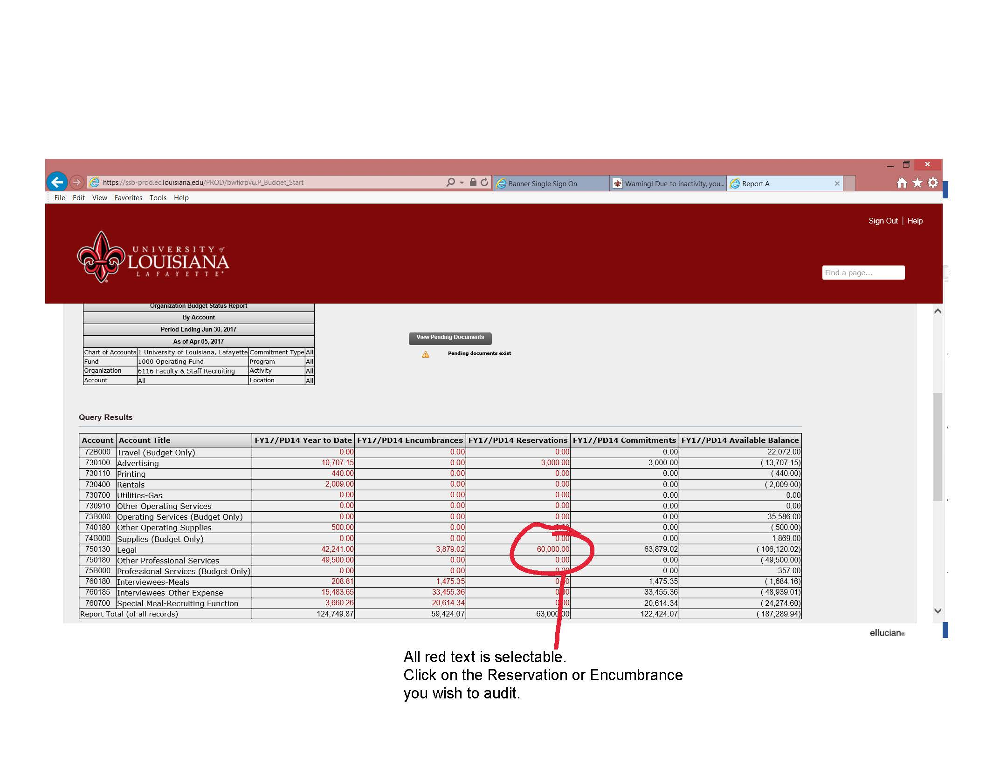 https://ssb-prod.ec.louisiana.edu/PROD/bwfkrpvu.P_Budget_Start
Banner Single Sign On
Warning! Due to inactivity, you...
Report A
File Edit View Favorites Tools Help
Sign Out | Help
UNIVERSITY of
LOUISIANA
LAFAYETTE
Find a page...
Organization Budget Status Report
By Account
Period Ending Jun 30, 2017
As of Apr 05, 2017
Chart of Accounts 1 University of Louisiana, Lafayette Commitment Type All
Fund 1000 Operating Fund Program All
Organization 6116 Faculty & Staff Recruiting Activity All
Account All Location All
View Pending Documents
Pending documents exist
Query Results
Account Account Title FY17/PD14 Year to Date FY17/PD14 Encumbrances FY17/PD14 Reservations FY17/PD14 Commitments FY17/PD14 Available Balance
72B000 Travel (Budget Only) 0.00 0.00 0.00 0.00 22,072.00
730100 Advertising 10,707.15 0.00 3,000.00 3,000.00 ( 13,707.15)
730110 Printing 440.00 0.00 0.00 0.00 ( 440.00)
730400 Rentals 2,009.00 0.00 0.00 0.00 ( 2,009.00)
730700 Utilities-Gas 0.00 0.00 0.00 0.00 0.00
730910 Other Operating Services 0.00 0.00 0.00 0.00 0.00
73B000 Operating Services (Budget Only) 0.00 0.00 0.00 0.00 35,586.00
740180 Other Operating Supplies 500.00 0.00 0.00 0.00 ( 500.00)
74B000 Supplies (Budget Only) 0.00 0.00 0.00 0.00 1,869.00
750130 Legal 42,241.00 3,879.02 60,000.00 63,879.02 ( 106,120.02)
750180 Other Professional Services 49,500.00 0.00 0.00 0.00 ( 49,500.00)
75B000 Professional Services (Budget Only) 0.00 0.00 0.00 0.00 357.00
760180 Interviewees-Meals 208.81 1,475.35 0.00 1,475.35 ( 1,684.16)
760185 Interviewees-Other Expense 15,483.65 33,455.36 0.00 33,455.36 ( 48,939.01)
760700 Special Meal-Recruiting Function 3,660.26 20,614.34 0.00 20,614.34 ( 24,274.60)
Report Total (of all records) 124,749.87 59,424.07 63,000.00 122,424.07 ( 187,289.94)
ellucian®
All red text is selectable.
Click on the Reservation or Encumbrance
you wish to audit.